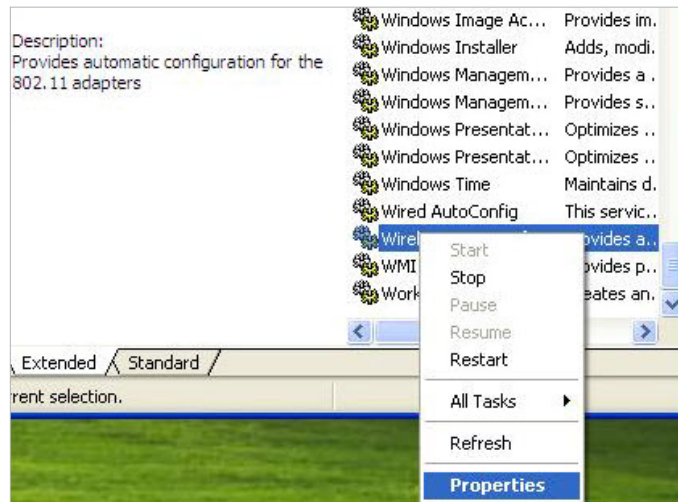 Description:
Provides automatic configuration for the
802.11 adapters
Windows Image Ac... Provides im.
Windows Installer Adds, modi.
Windows Managem... Provides a .
Windows Managem... Provides s..
Windows Presentat... Optimizes ..
Windows Presentat... Optimizes ..
Windows Time Maintains d.
Wired AutoConfig This servic..
Start
Stop
Pause
Resume
Restart
All Tasks
Refresh
Properties
Extended Standard
rent selection.